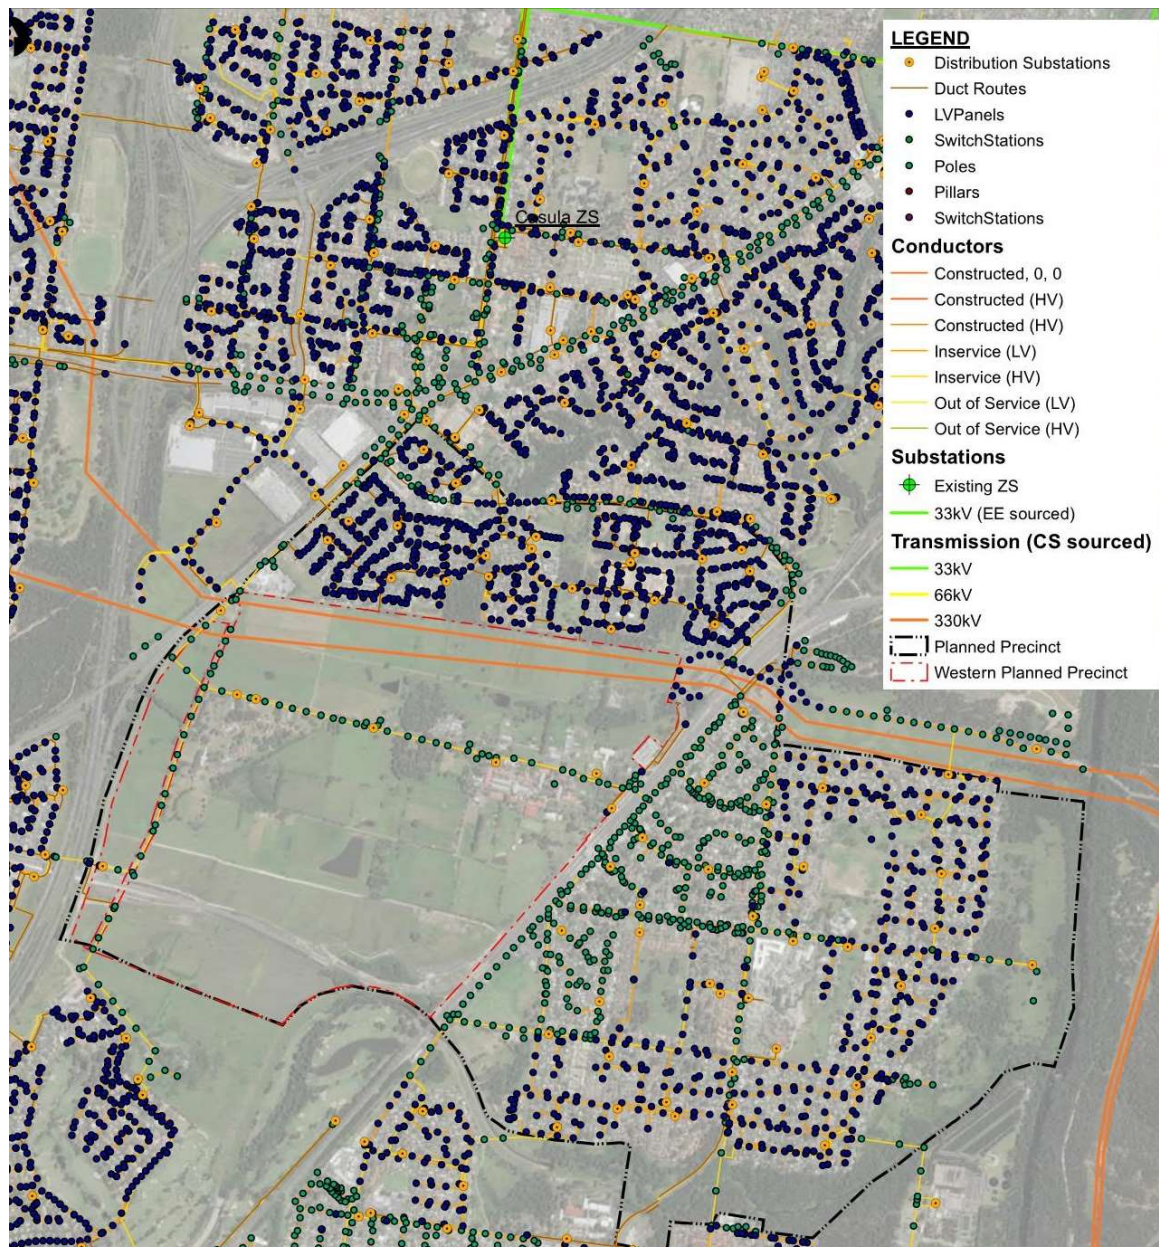 LEGEND
Distribution Substations
Duct Routes
LVPanels
SwitchStations
Poles
Pillars
SwitchStations
Conductors
Constructed, 0, 0
Constructed (HV)
Constructed (HV)
Inservice (LV)
Inservice (HV)
Out of Service (LV)
Out of Service (HV)
Substations
Existing ZS
33kV (EE sourced)
Transmission (CS sourced)
33kV
66kV
330kV
Planned Precinct
Western Planned Precinct
Casula ZS